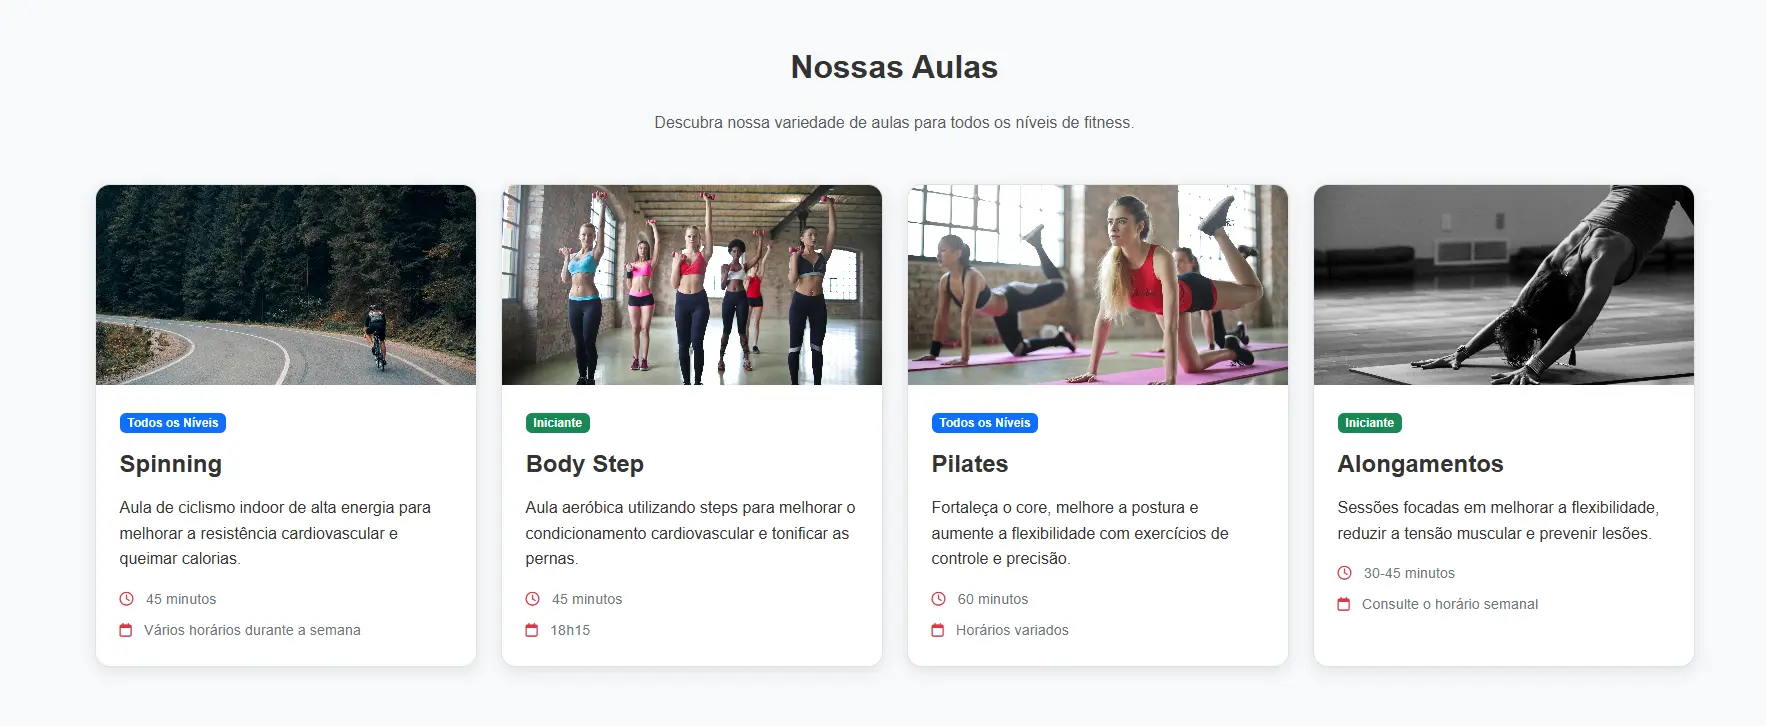 Nossas Aulas
Descubra nossa variedade de aulas para todos os níveis de fitness.
Todos os Níveis
Spinning
Aula de ciclismo indoor de alta energia para
melhorar a resistência cardiovascular e
queimar calorias.
45 minutos
Vários horários durante a semana
Iniciante
Body Step
Aula aeróbica utilizando steps para melhorar o
condicionamento cardiovascular e tonificar as
pernas.
45 minutos
18h15
Todos os Níveis
Pilates
Fortaleça o core, melhore a postura e
aumente a flexibilidade com exercícios de
controle e precisão.
60 minutos
Horários variados
Iniciante
Alongamentos
Sessões focadas em melhorar a flexibilidade,
reduzir a tensão muscular e prevenir lesões.
30-45 minutos
Consulte o horário semanal